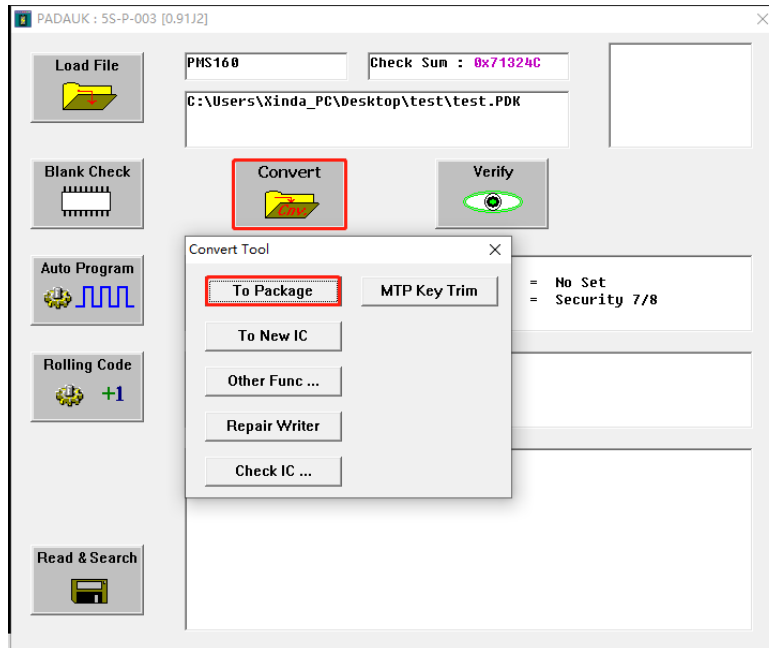 PADAUK : 5S-P-003 [0.91J2]
Load File
PMS160
Check Sum : 0x71324C
C:\Users\Xinda_PC\Desktop\test\test.PDK
Blank Check
Convert
Cnv.
Verify
Convert Tool
Auto Program
To Package
MTP Key Trim
= No Set
= Security 7/8
To New IC
Rolling Code
+1
Other Func ...
Repair Writer
Check IC ...
Read & Search